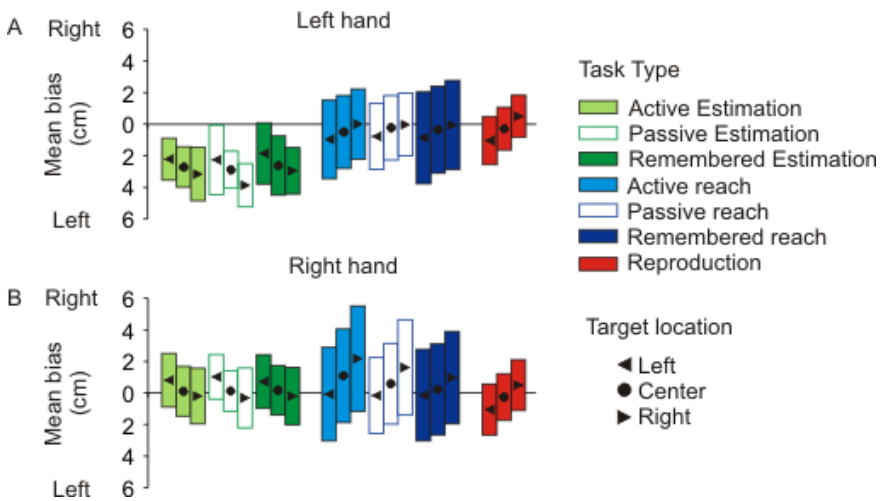 A Right Left hand
6
4
2
0
2
4
6
Mean bias
(cm)
Left
Task Type
Active Estimation
Passive Estimation
Remembered Estimation
Active reach
Passive reach
Remembered reach
Reproduction
Right hand
B Right
6
4
2
0
2
4
6
Mean bias
(cm)
Left
Target location
Left
Center
Right